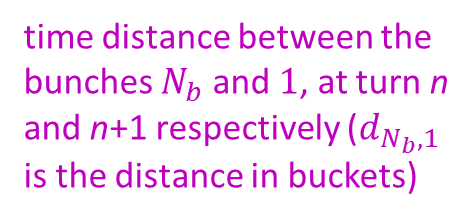 time distance between the
bunches N_b and 1, at turn n
and n+1 respectively (d_{N_b,1}
is the distance in buckets)